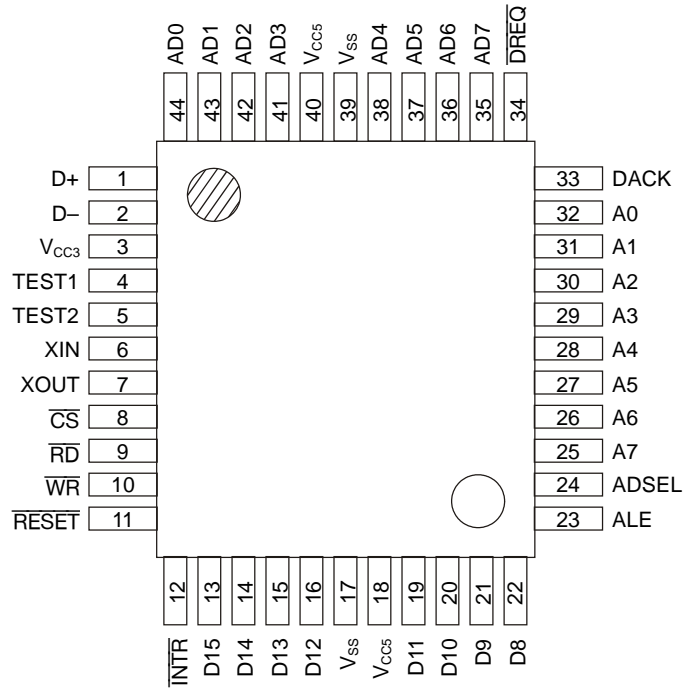 AD0 AD1 AD2 AD3 VCC5 VSS AD4 AD5 AD6 AD7 DREQ
44 43 42 41 40 39 38 37 36 35 34
D+ 1 33 DACK
D– 2 32 A0
VCC3 3 31 A1
TEST1 4 30 A2
TEST2 5 29 A3
XIN 6 28 A4
XOUT 7 27 A5
CS 8 26 A6
RD 9 25 A7
WR 10 24 ADSEL
RESET 11 23 ALE
12 13 14 15 16 17 18 19 20 21 22
INTR D15 D14 D13 D12 VSS VCC5 D11 D10 D9 D8